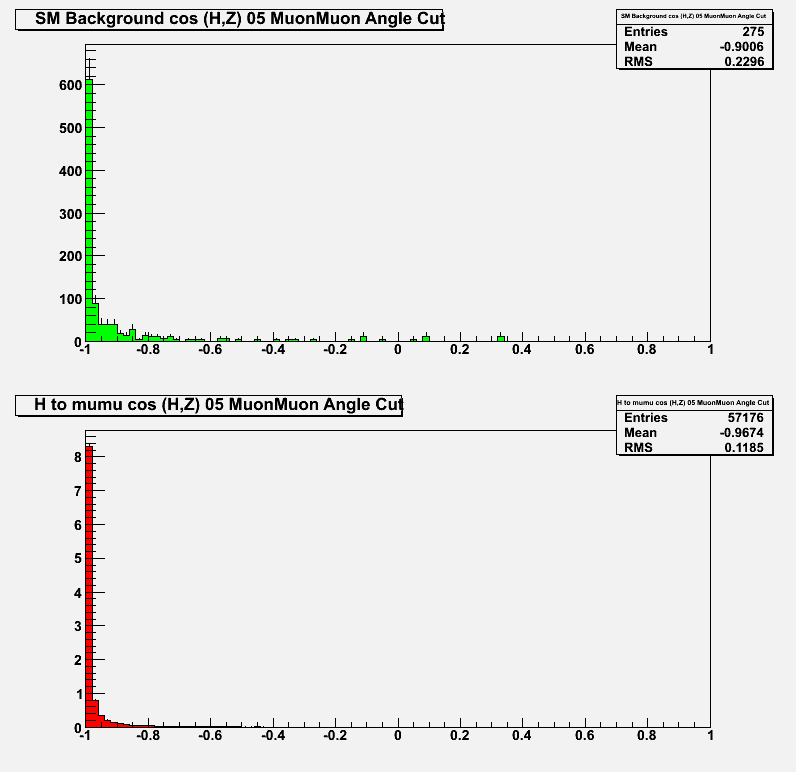 SM Background cos (H,Z) 05 MuonMuon Angle Cut
SM Background cos (H,Z) 05 MuonMuon Angle Cut
Entries 275
Mean -0.9006
RMS 0.2296
600
500
400
300
200
100
0
-1 -0.8 -0.6 -0.4 -0.2 0 0.2 0.4 0.6 0.8 1
H to mumu cos (H,Z) 05 MuonMuon Angle Cut
H to mumu cos (H,Z) 05 MuonMuon Angle Cut
Entries 57176
Mean -0.9674
RMS 0.1185
8
7
6
5
4
3
2
1
0
-1 -0.8 -0.6 -0.4 -0.2 0 0.2 0.4 0.6 0.8 1